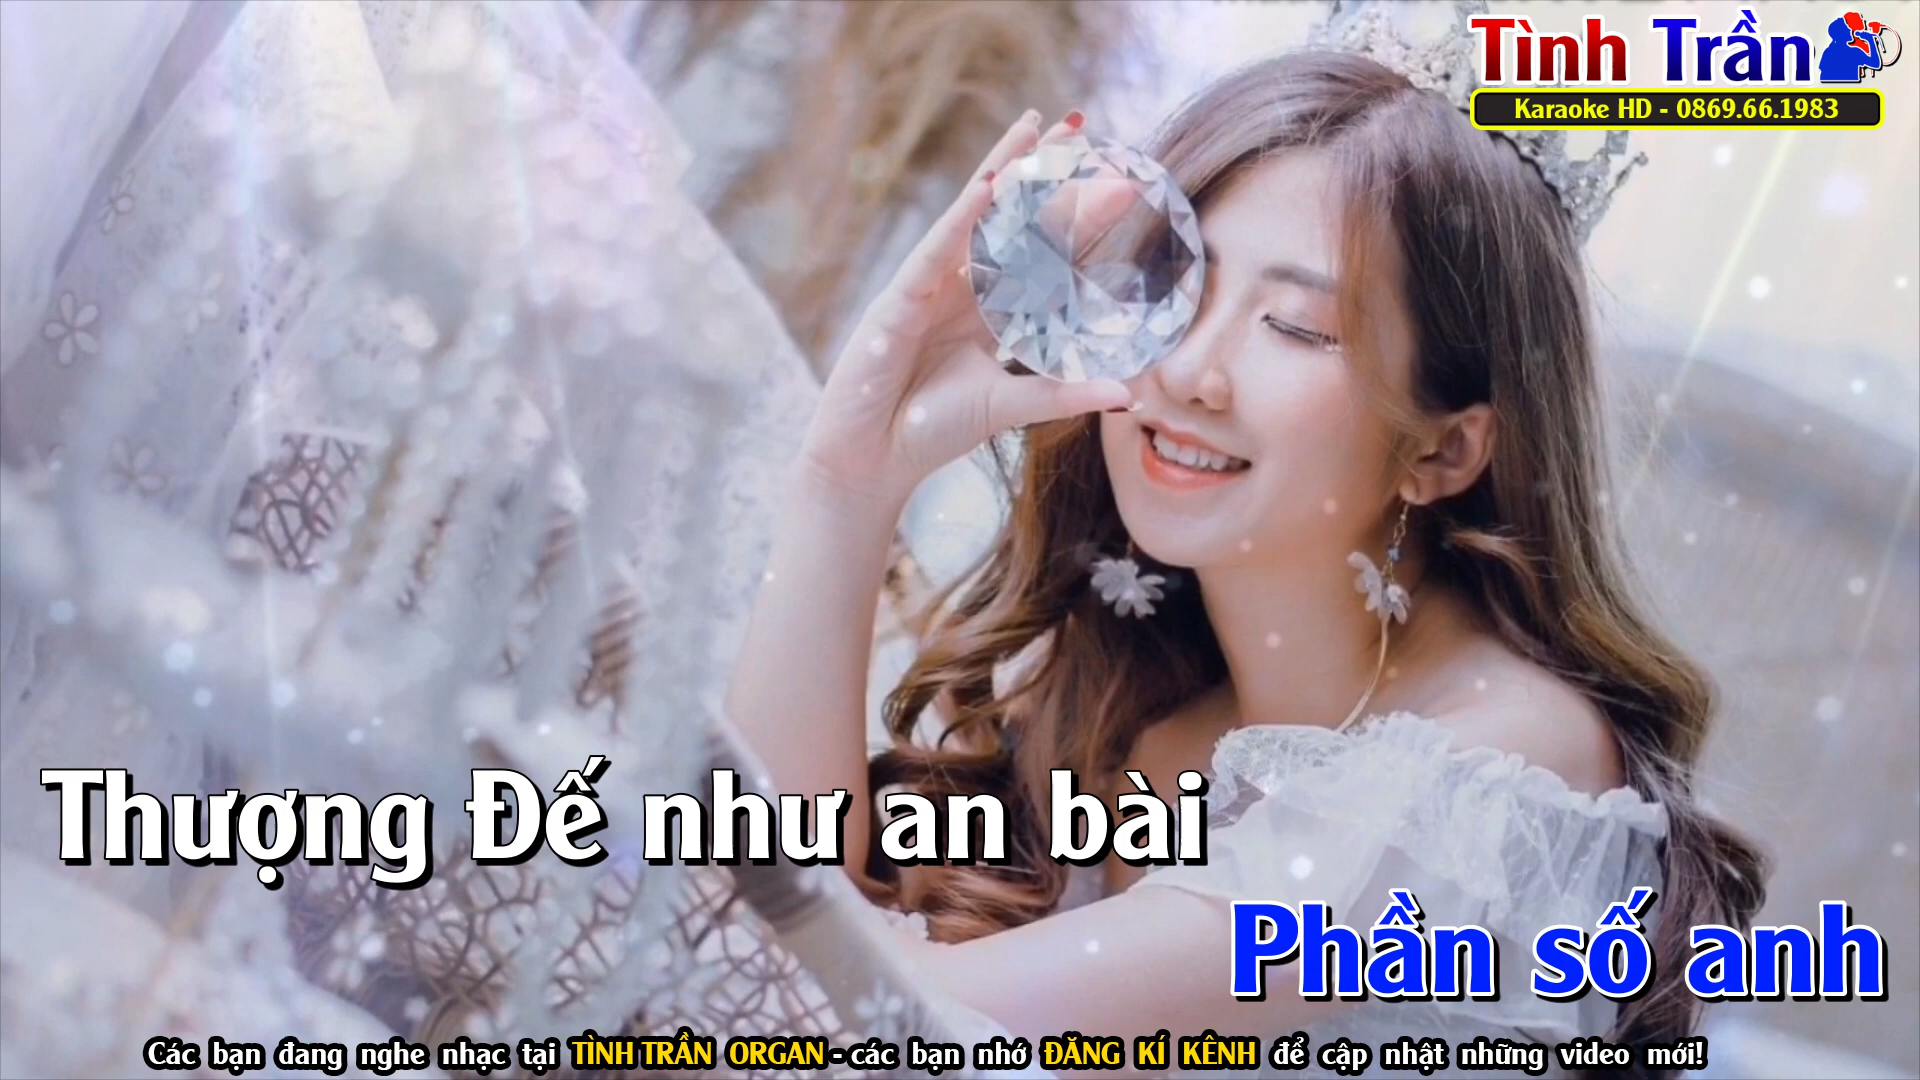 Tình Trần
Karaoke HD - 0869.66.1983
Thượng Đế như an bài
Phần số anh
Các bạn đang nghe nhạc tại TÌNH TRẦN ORGAN - các bạn nhớ ĐĂNG KÍ KÊNH để cập nhật những video mới!